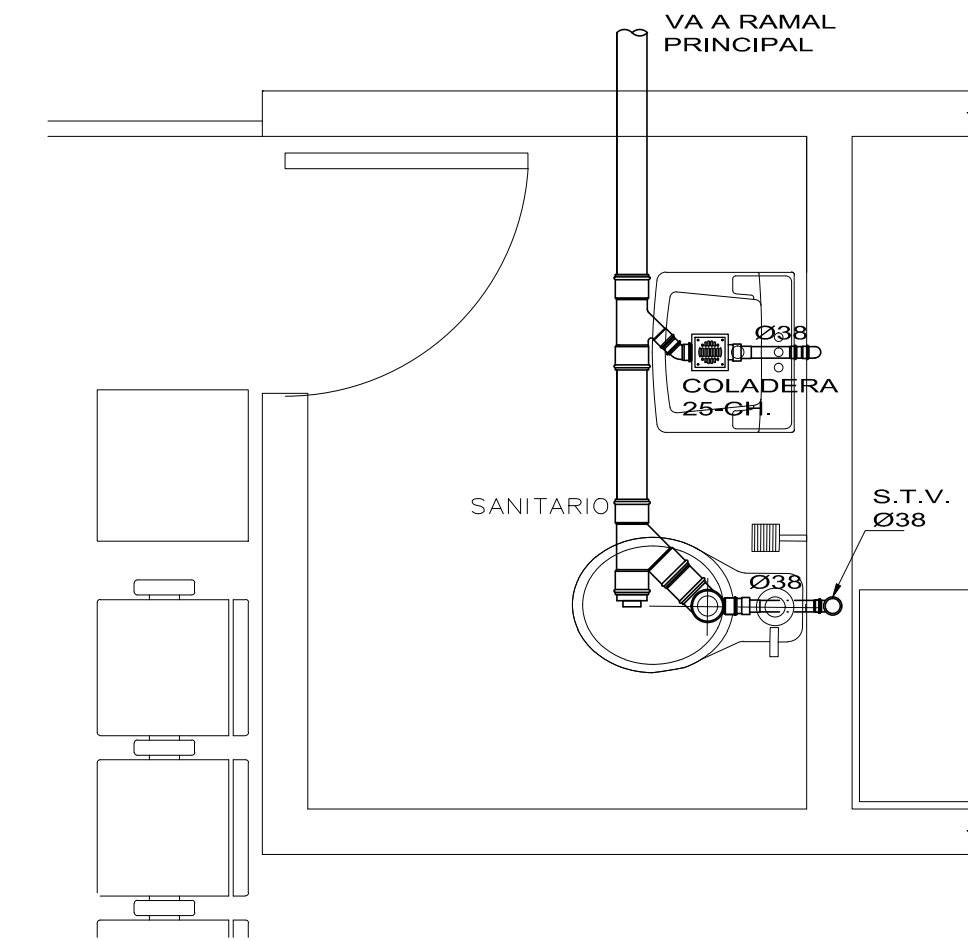 VA A RAMAL
PRINCIPAL
Ø38
COLADERA
25-CH.
SANITARIO
S.T.V.
Ø38
Ø38